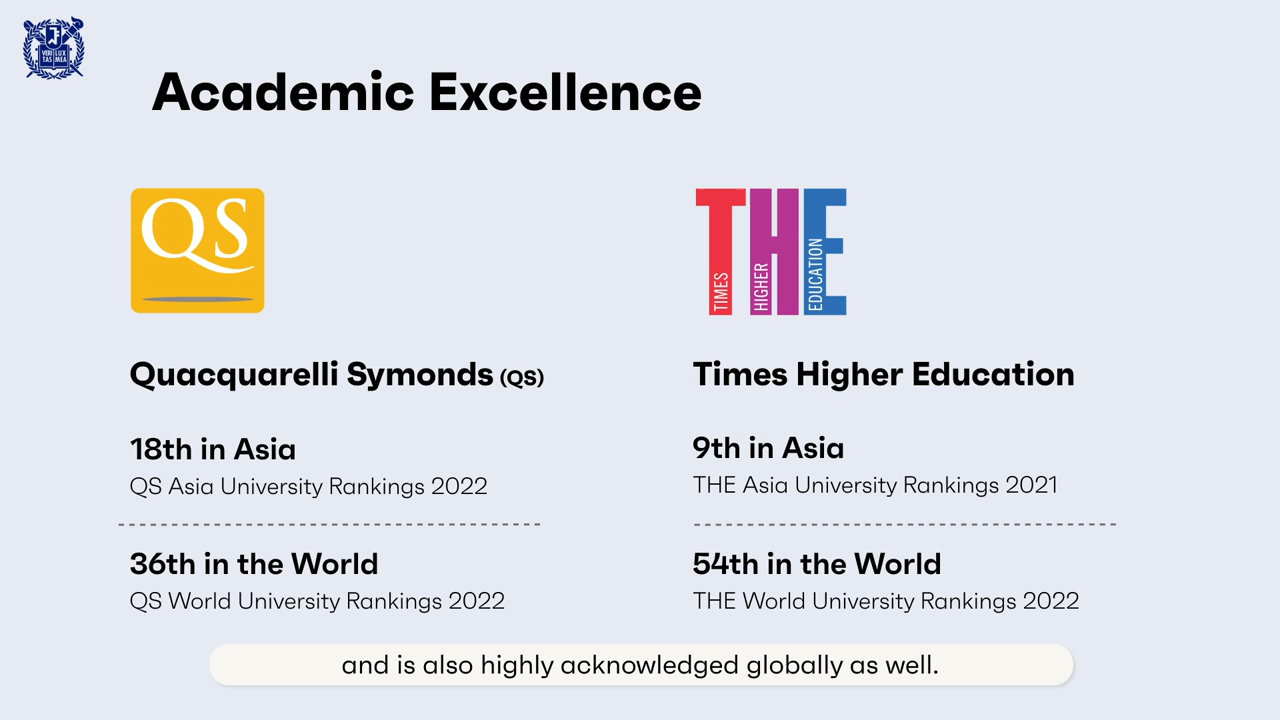 VERI LUX
TAS MEA
Academic Excellence
QS
Quacquarelli Symonds (QS)
18th in Asia
QS Asia University Rankings 2022
36th in the World
QS World University Rankings 2022
THE
TIMES
HIGHER
EDUCATION
Times Higher Education
9th in Asia
THE Asia University Rankings 2021
54th in the World
THE World University Rankings 2022
and is also highly acknowledged globally as well.